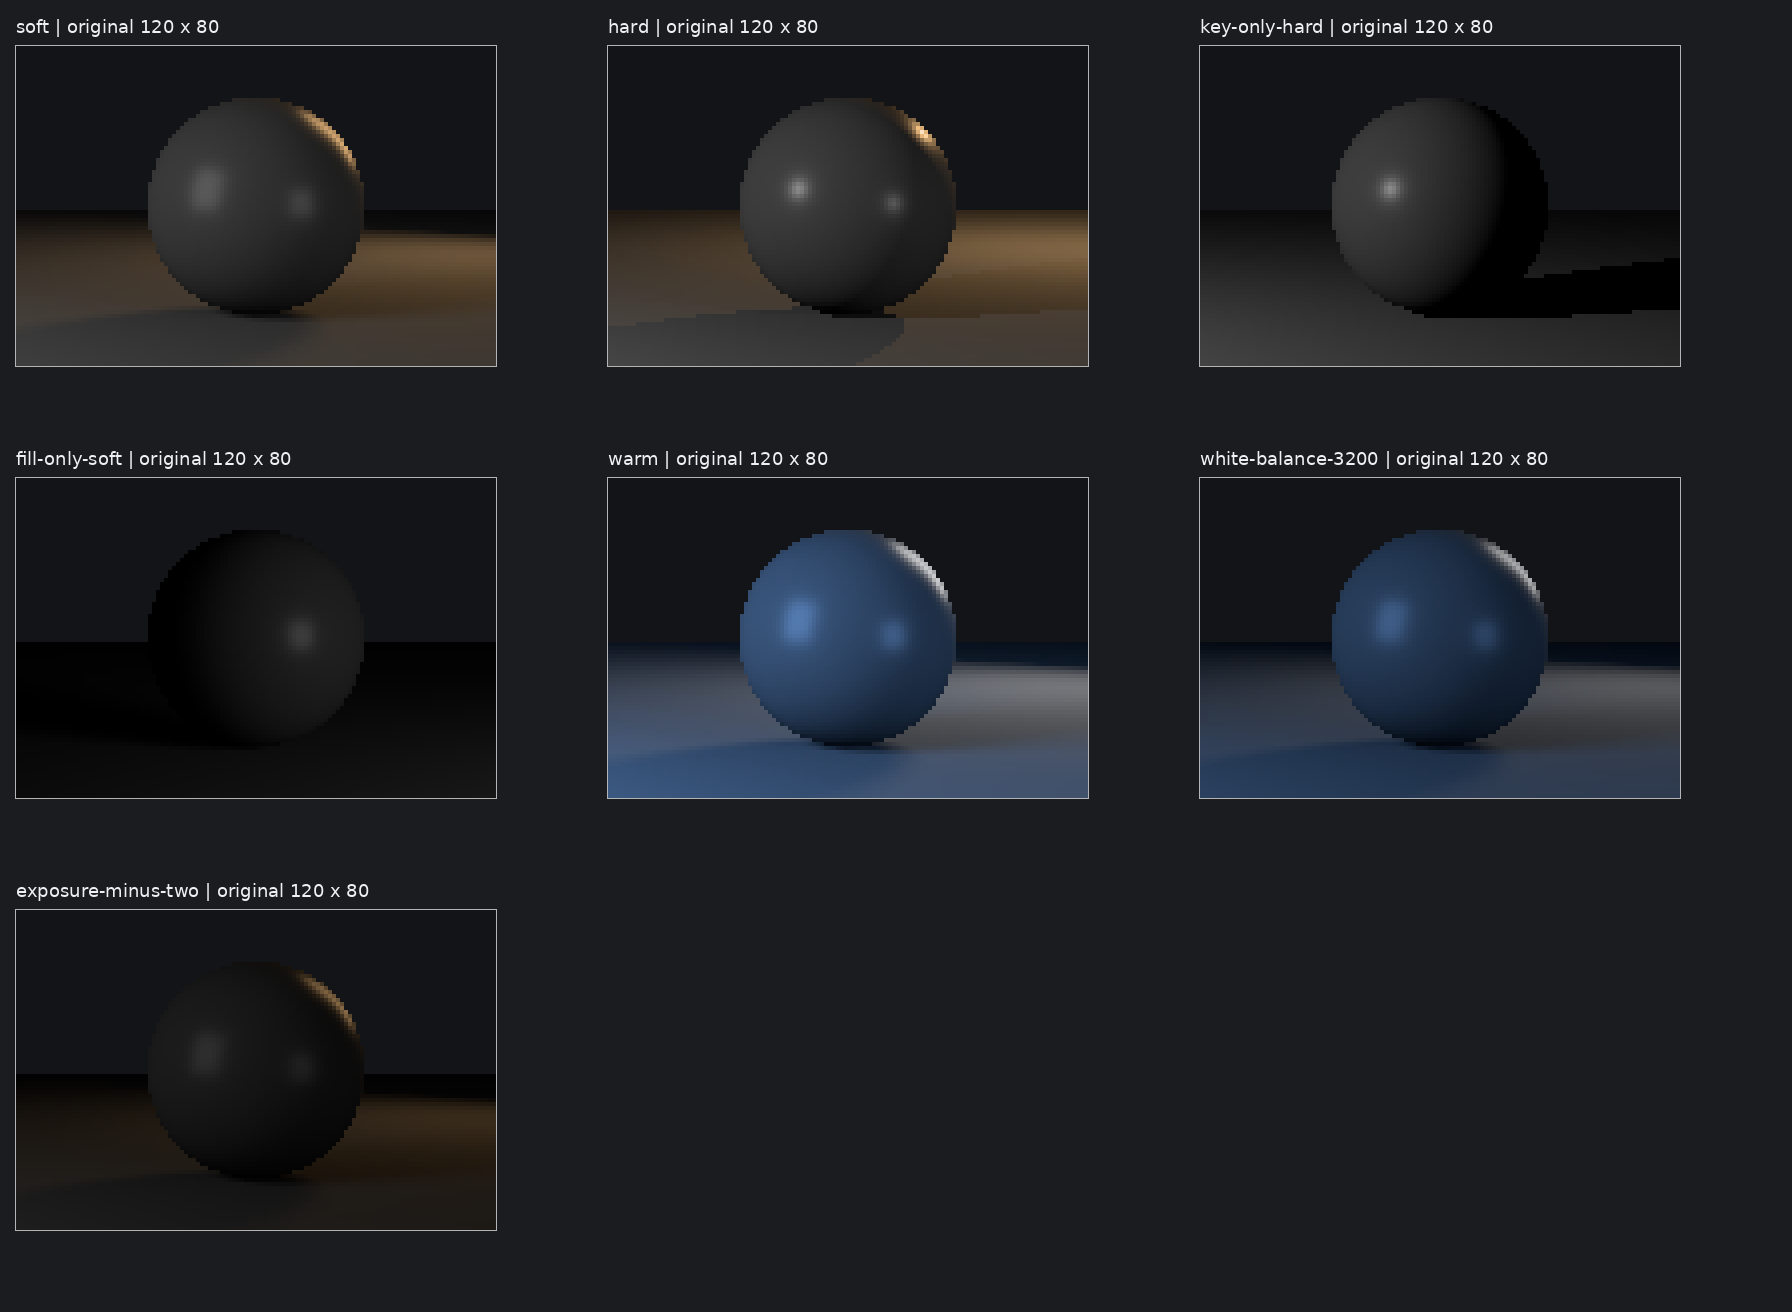 soft | original 120 x 80
hard | original 120 x 80
key-only-hard | original 120 x 80
fill-only-soft | original 120 x 80
warm | original 120 x 80
white-balance-3200 | original 120 x 80
exposure-minus-two | original 120 x 80